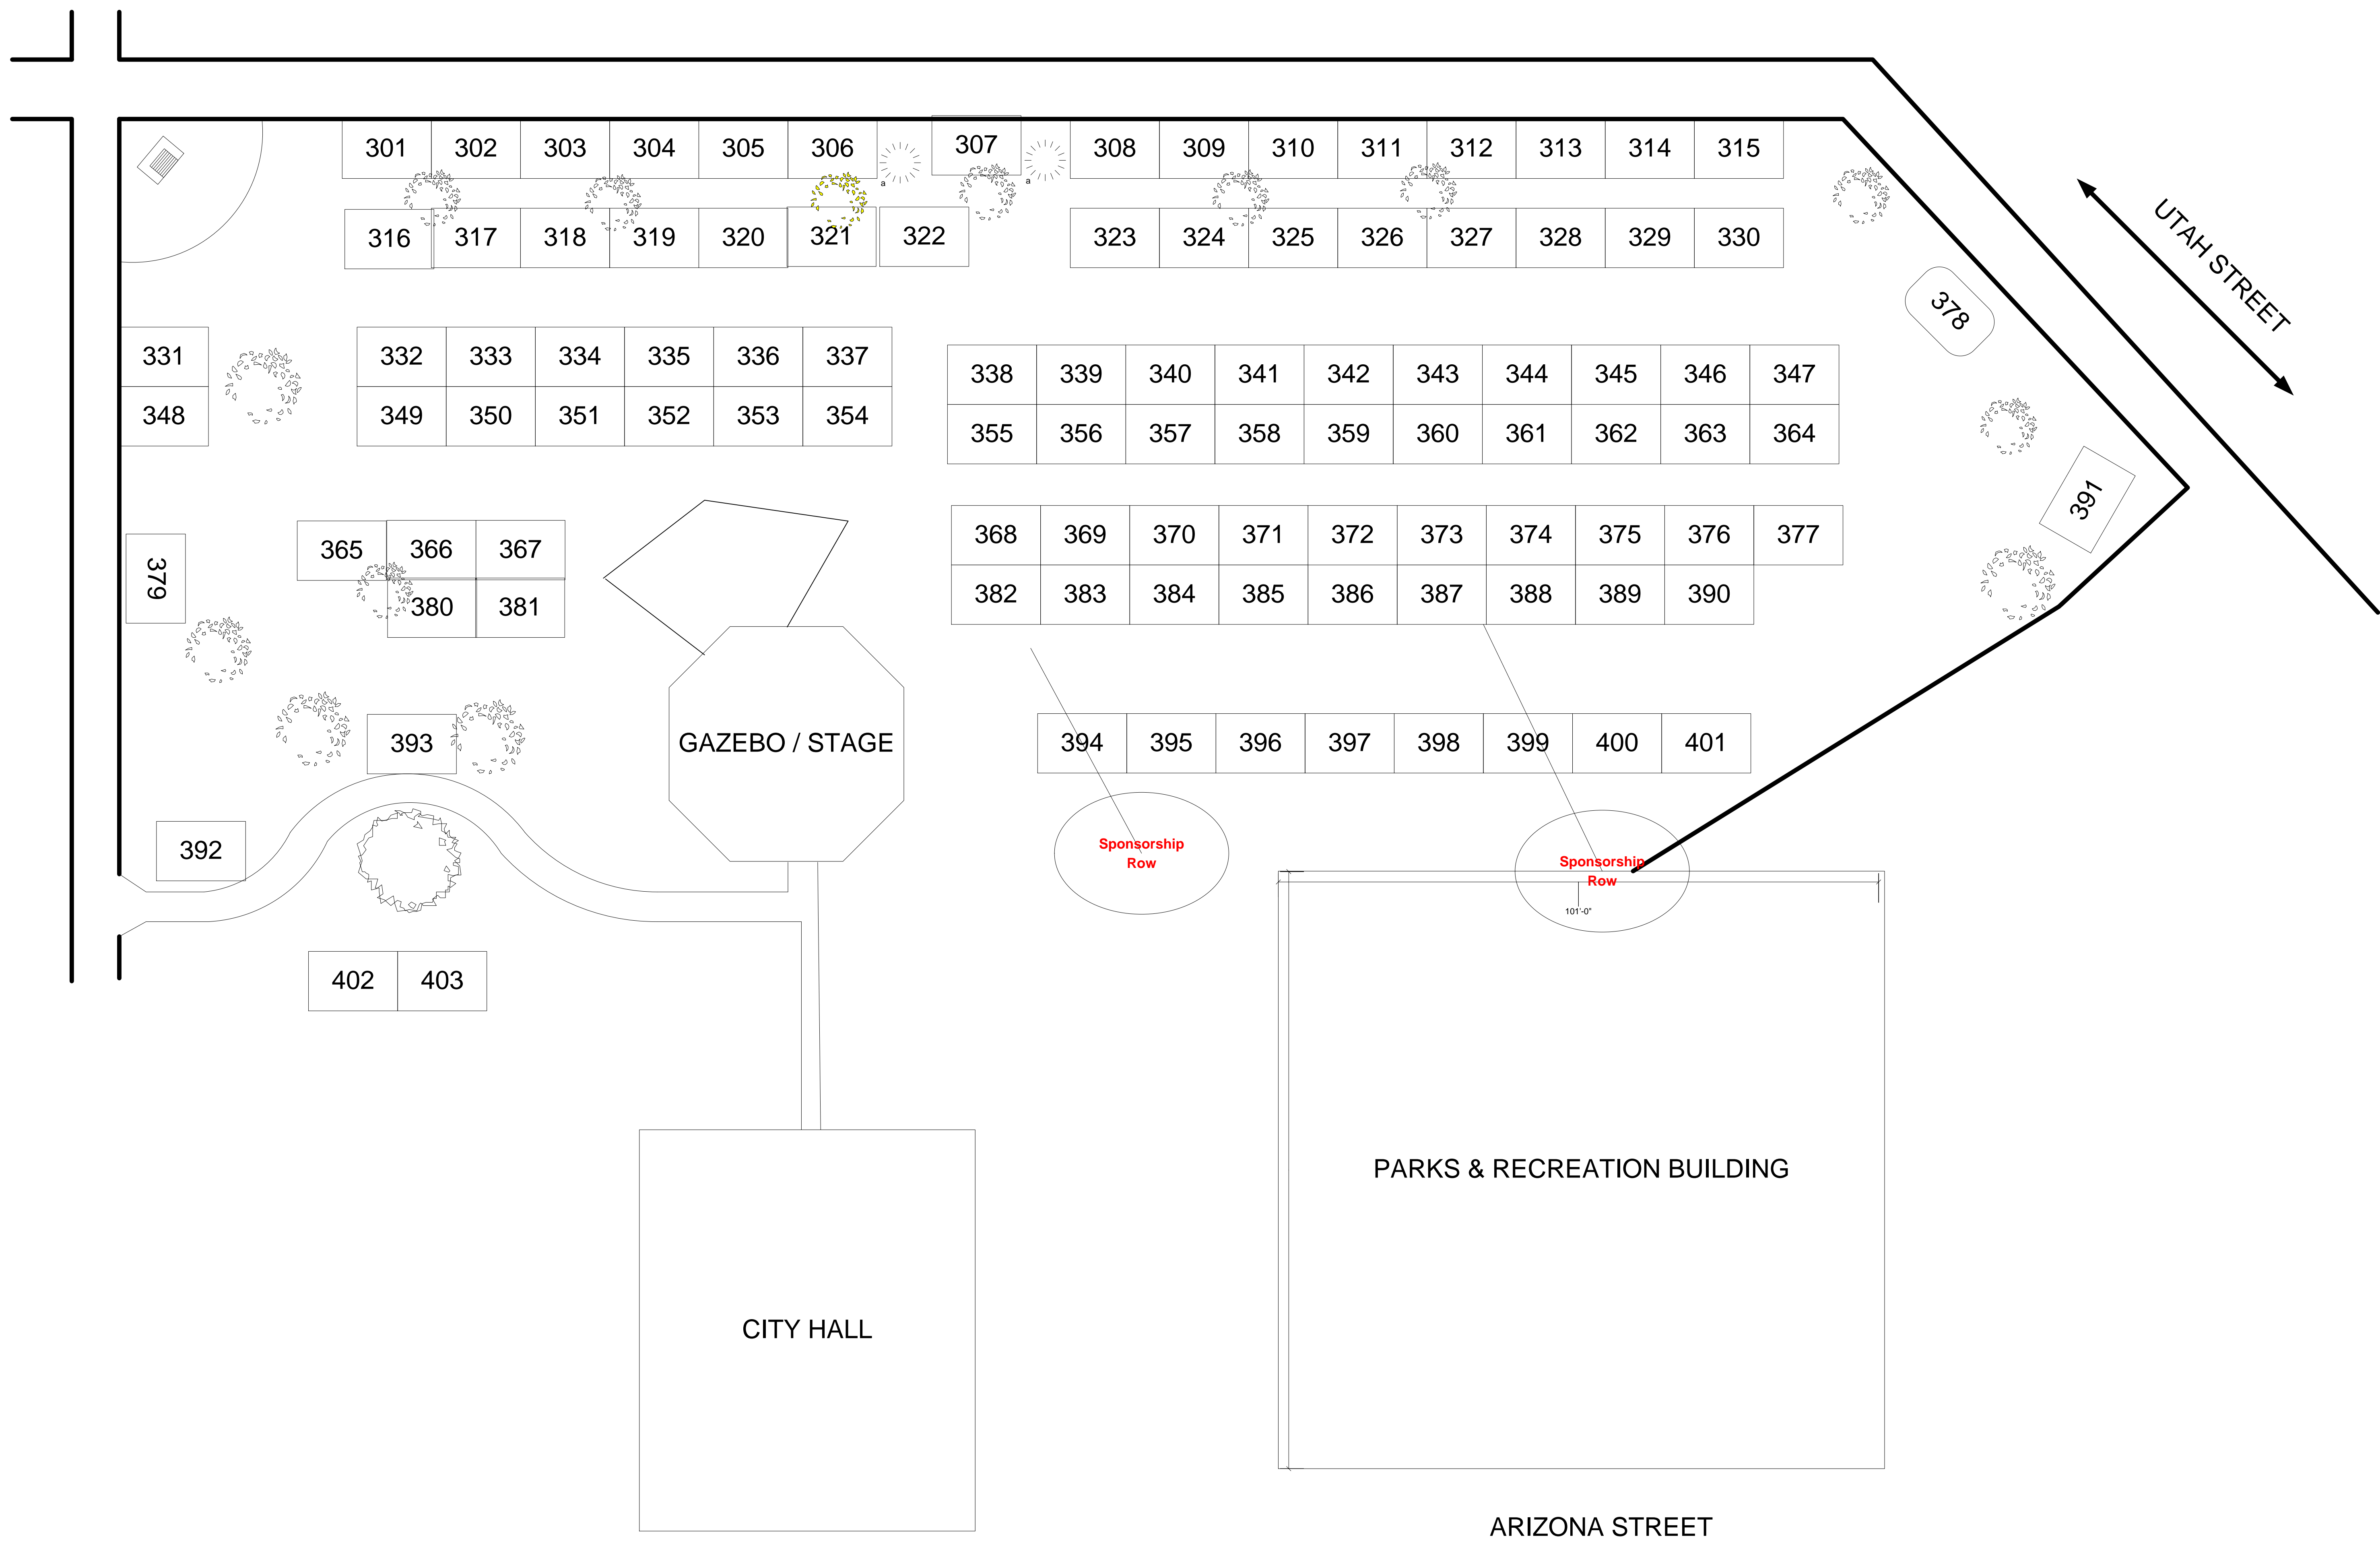 301 302 303 304 305 306 307 308 309 310 311 312 313 314 315
a a
316 317 318 319 320 321 322 323 324 325 326 327 328 329 330
UTAH STREET
378
331 332 333 334 335 336 337 338 339 340 341 342 343 344 345 346 347
348 349 350 351 352 353 354 355 356 357 358 359 360 361 362 363 364
391
379 365 366 367 368 369 370 371 372 373 374 375 376 377
380 381 382 383 384 385 386 387 388 389 390
393 GAZEBO / STAGE 394 395 396 397 398 399 400 401
392
Sponsorship
Row
Sponsorship
Row
101'-0"
402 403
PARKS & RECREATION BUILDING
CITY HALL
ARIZONA STREET